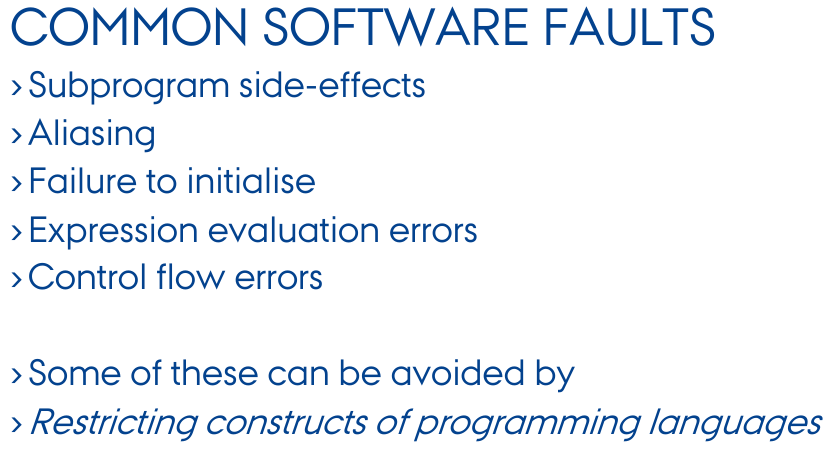 COMMON SOFTWARE FAULTS
› Subprogram side-effects
› Aliasing
› Failure to initialise
› Expression evaluation errors
› Control flow errors
› Some of these can be avoided by
› Restricting constructs of programming languages